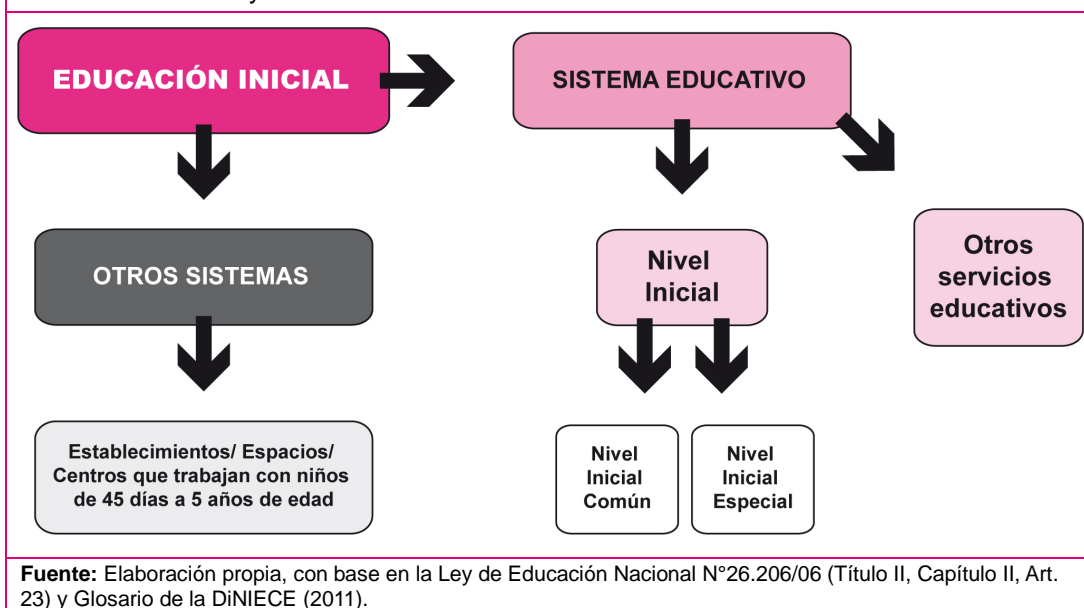 EDUCACIÓN INICIAL
SISTEMA EDUCATIVO
OTROS SISTEMAS
Nivel
Inicial
Otros
servicios
educativos
Establecimientos/ Espacios/
Centros que trabajan con niños
de 45 días a 5 años de edad
Nivel
Inicial
Común
Nivel
Inicial
Especial
Fuente: Elaboración propia, con base en la Ley de Educación Nacional N°26.206/06 (Título II, Capítulo II, Art.
23) y Glosario de la DiNIECE (2011).